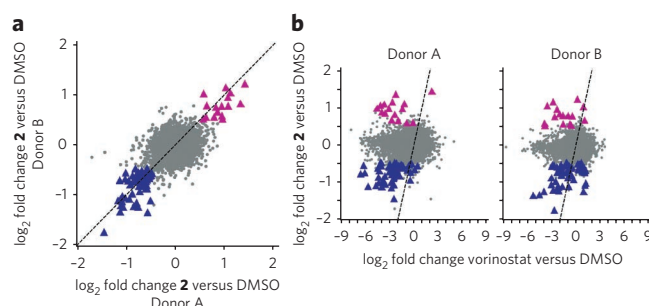 a
b
Donor A
Donor B
log₂ fold change 2 versus DMSO
Donor B
2
1
0
−1
−2
−2
−1
0
1
2
log₂ fold change 2 versus DMSO
Donor A
log₂ fold change 2 versus DMSO
2
1
0
−1
−2
−9
−6
−3
0
3
6
9
−9
−6
−3
0
3
6
9
log₂ fold change vorinostat versus DMSO